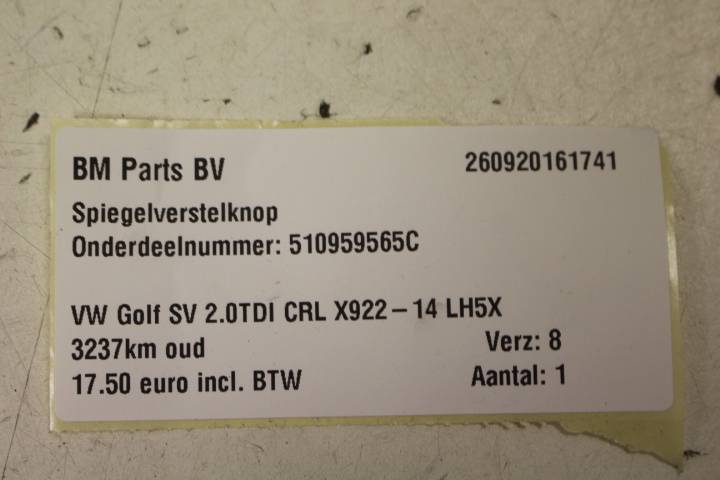 BM Parts BV 260920161741
Spiegelverstelknop
Onderdeelnummer: 510959565C
VW Golf SV 2.0TDI CRL X922-14 LH5X
3237km oud Verz: 8
17.50 euro incl. BTW Aantal: 1